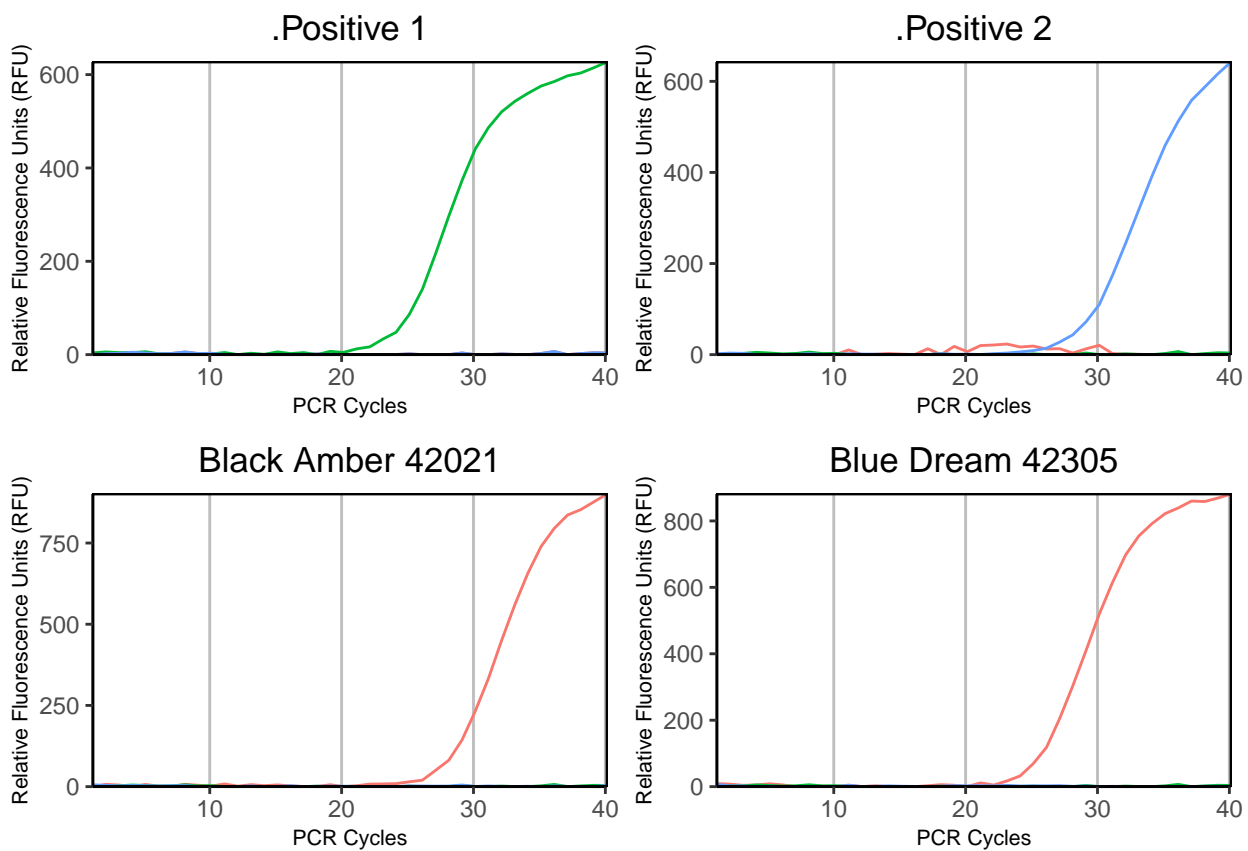 .Positive 1
Relative Fluorescence Units (RFU)
600
400
200
0
10
20
30
40
PCR Cycles
.Positive 2
Relative Fluorescence Units (RFU)
600
400
200
0
10
20
30
40
PCR Cycles
Black Amber 42021
Relative Fluorescence Units (RFU)
750
500
250
0
10
20
30
40
PCR Cycles
Blue Dream 42305
Relative Fluorescence Units (RFU)
800
600
400
200
0
10
20
30
40
PCR Cycles